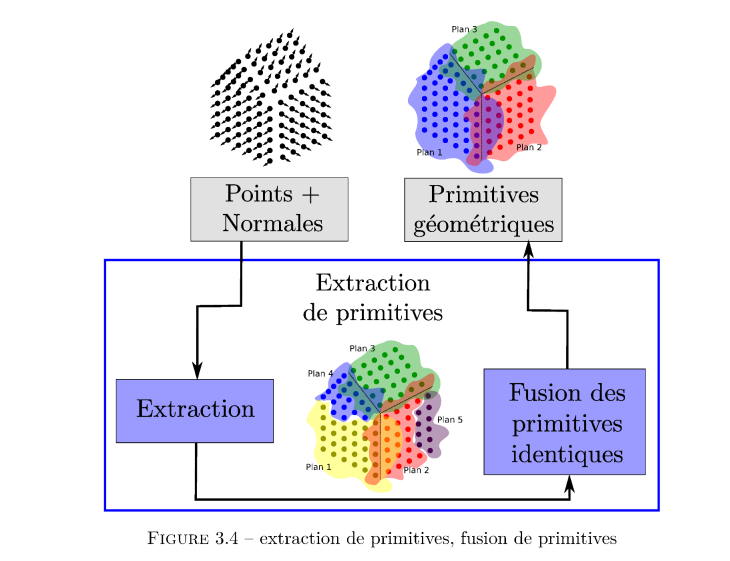 Plan 3
Plan 1
Plan 2
Points +
Normales
Primitives
géométriques
Extraction
de primitives
Plan 3
Plan 4
Plan 5
Plan 1
Plan 2
Extraction
Fusion des
primitives
identiques
FIGURE 3.4 – extraction de primitives, fusion de primitives